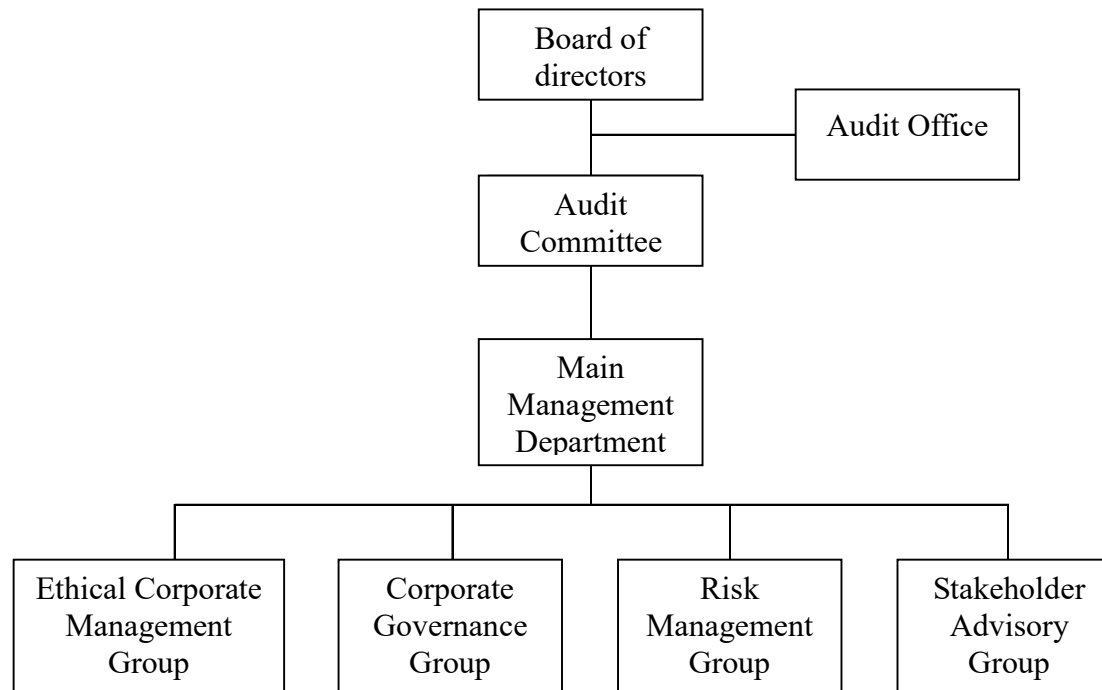 Board of
directors
Audit Office
Audit
Committee
Main
Management
Department
Ethical Corporate
Management
Group
Corporate
Governance
Group
Risk
Management
Group
Stakeholder
Advisory
Group